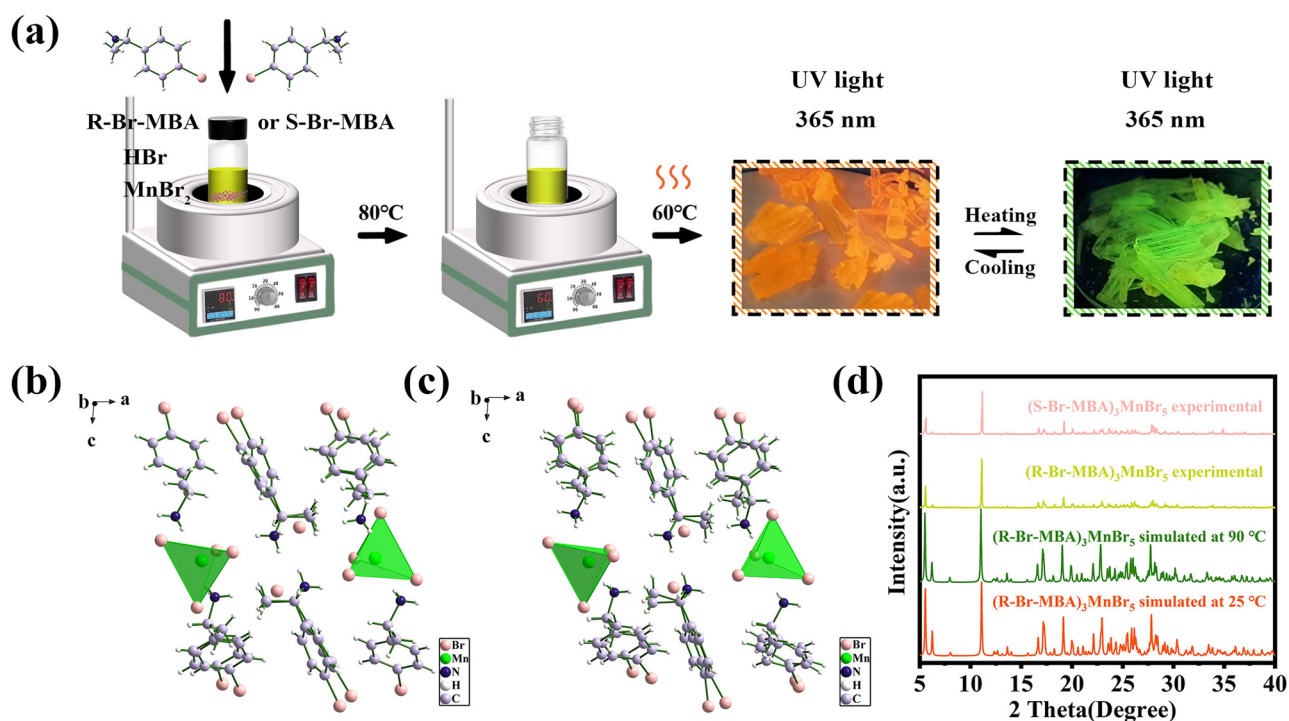 (a)
UV light
365 nm
UV light
365 nm
R-Br-MBA or S-Br-MBA
HBr
MnBr₂
80℃
60℃
Heating
Cooling
80
60
(b)
b a
c
Br
Mn
N
H
C
(c)
b a
c
Br
Mn
N
H
C
(d)
(S-Br-MBA)₃MnBr₅ experimental
(R-Br-MBA)₃MnBr₅ experimental
(R-Br-MBA)₃MnBr₅ simulated at 90 ℃
(R-Br-MBA)₃MnBr₅ simulated at 25 ℃
Intensity(a.u.)
5 10 15 20 25 30 35 40
2 Theta(Degree)